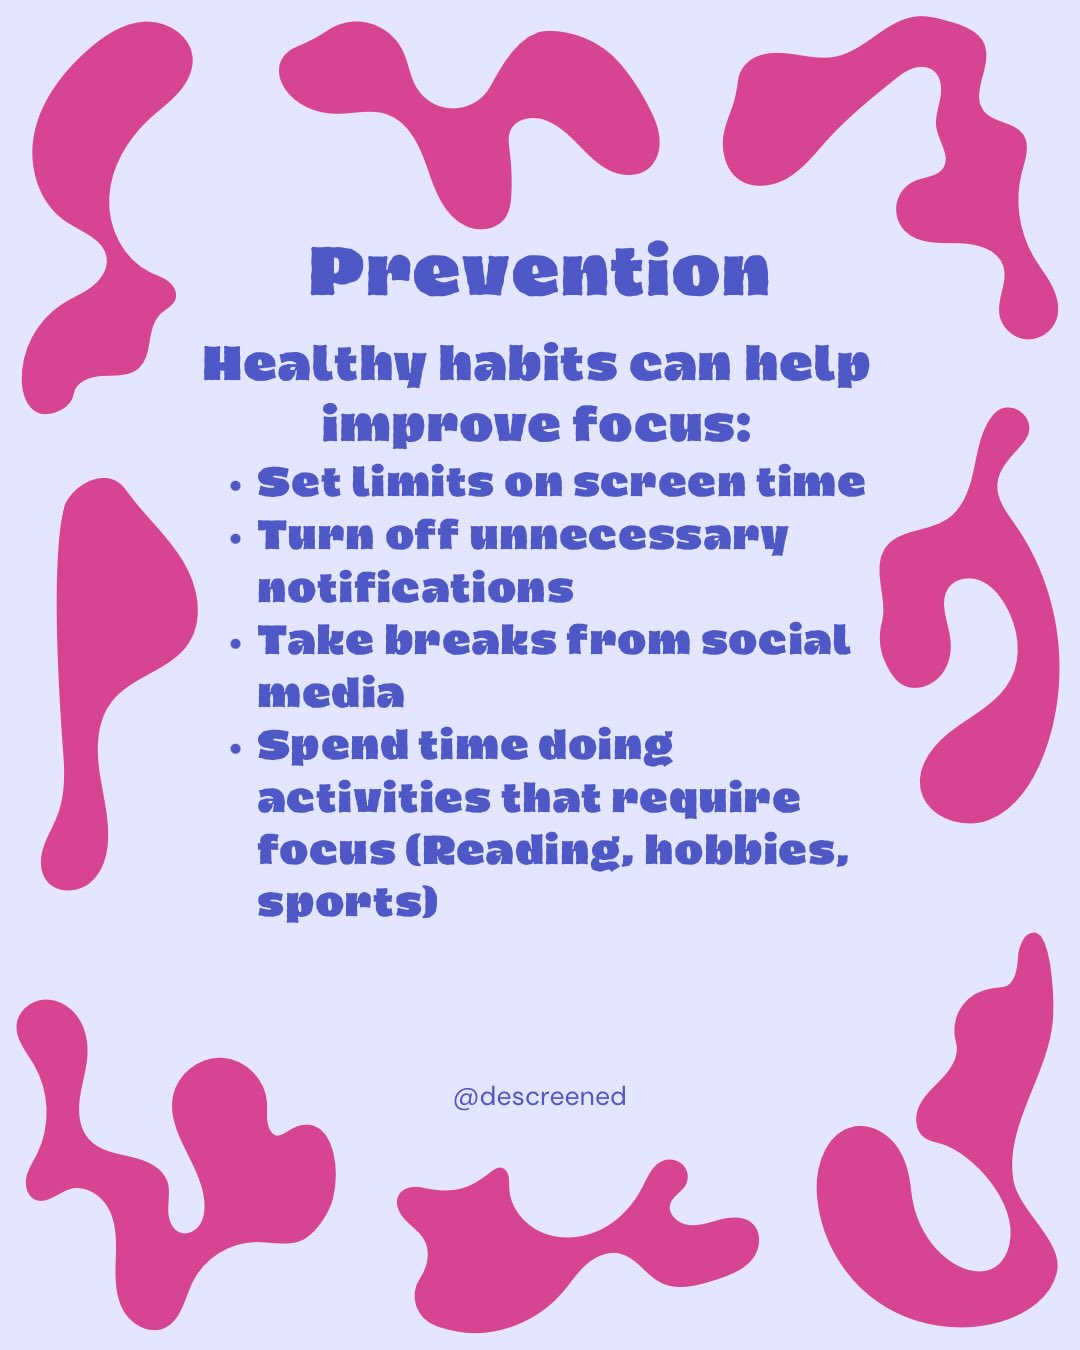 Prevention
Healthy habits can help
improve focus:
• Set limits on screen time
• Turn off unnecessary
notifications
• Take breaks from social
media
• Spend time doing
activities that require
focus (Reading, hobbies,
sports)
@descreened